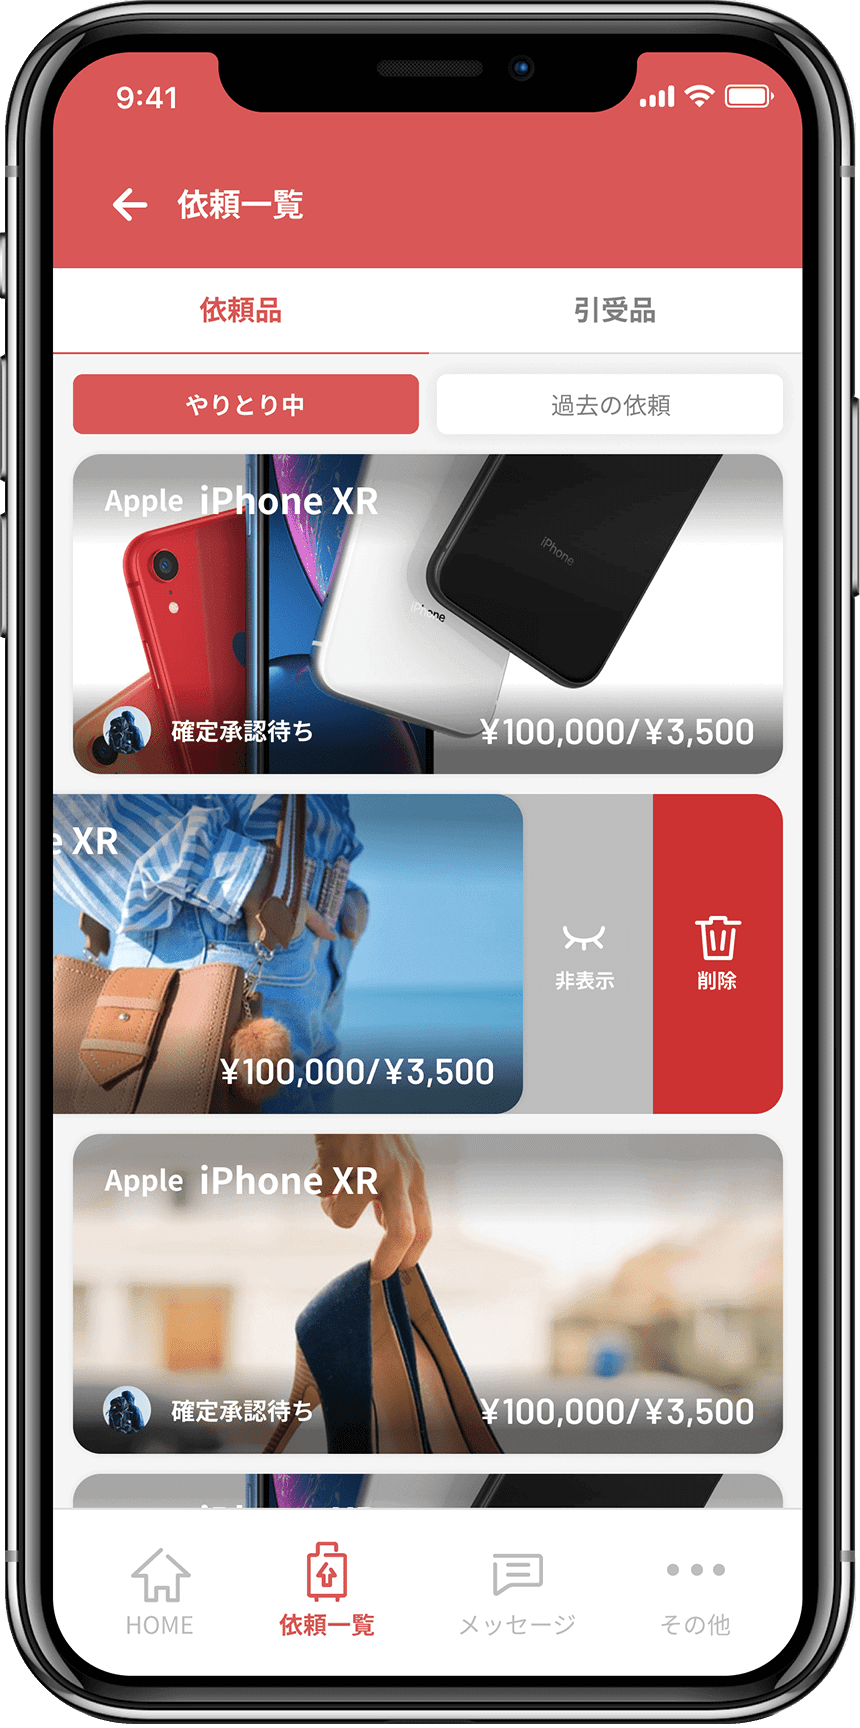 9:41
依頼一覧
依頼品
引受品
やりとり中
過去の依頼
Apple iPhone XR
iPhone
iPhone
確定承認待ち
¥100,000/¥3,500
e XR
¥100,000/¥3,500
非表示
削除
Apple iPhone XR
確定承認待ち
¥100,000/¥3,500
HOME
依頼一覧
メッセージ
その他